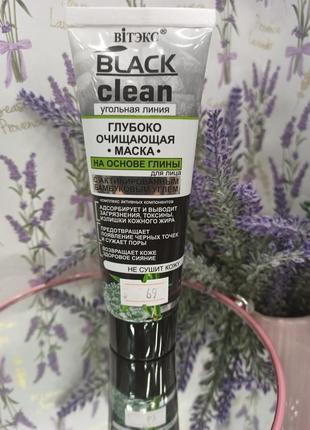 ВІТЭКС
BLACK
clean
угольная линия
ГЛУБОКО
ОЧИЩАЮЩАЯ
• МАСКА •
НА ОСНОВЕ ГЛИНЫ
для лица
С АКТИВИРОВАННЫМ
БАМБУКОВЫМ УГЛЕМ
комплекс активных компонентов
АДСОРБИРУЕТ И ВЫВОДИТ
ЗАГРЯЗНЕНИЯ, ТОКСИНЫ,
ИЗЛИШКИ КОЖНОГО ЖИРА
ПРЕДОТВРАЩАЕТ
ПОЯВЛЕНИЕ ЧЕРНЫХ ТОЧЕК
И СУЖАЕТ ПОРЫ
ВОЗВРАЩАЕТ КОЖЕ
ЗДОРОВОЕ СИЯНИЕ
НЕ СУШИТ КОЖУ
69